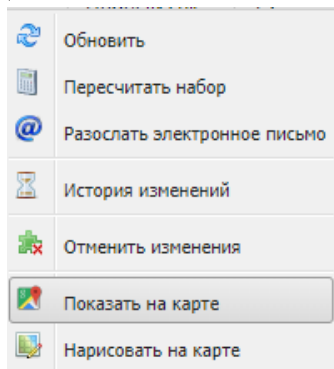 Обновить
Пересчитать набор
Разослать электронное письмо
История изменений
Отменить изменения
Показать на карте
Нарисовать на карте